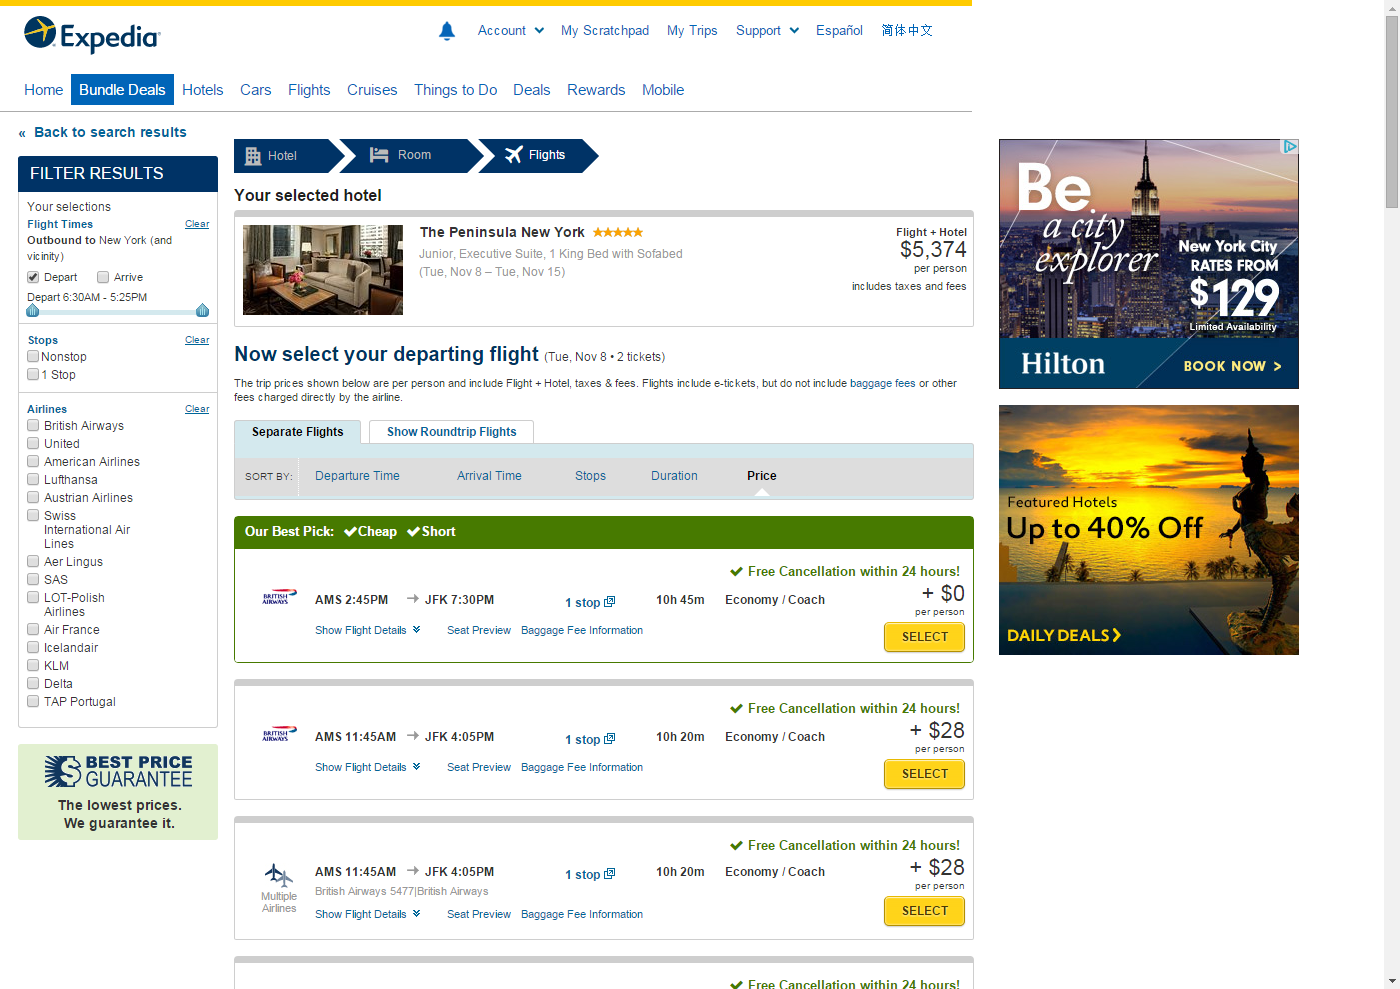 Expedia
Account
My Scratchpad
My Trips
Support
Español
简体中文
Home
Bundle Deals
Hotels
Cars
Flights
Cruises
Things to Do
Deals
Rewards
Mobile
« Back to search results
FILTER RESULTS
Your selections
Flight Times
Clear
Outbound to New York (and
vicinity)
Depart
Arrive
Depart 6:30AM - 5:25PM
Stops
Clear
Nonstop
1 Stop
Airlines
Clear
British Airways
United
American Airlines
Lufthansa
Austrian Airlines
Swiss
International Air
Lines
Aer Lingus
SAS
LOT-Polish
Airlines
Air France
Icelandair
KLM
Delta
TAP Portugal
BEST PRICE
GUARANTEE
The lowest prices.
We guarantee it.
Hotel
Room
Flights
Your selected hotel
The Peninsula New York
Junior, Executive Suite, 1 King Bed with Sofabed
(Tue, Nov 8 – Tue, Nov 15)
Flight + Hotel
$5,374
per person
includes taxes and fees
Now select your departing flight (Tue, Nov 8 • 2 tickets)
The trip prices shown below are per person and include Flight + Hotel, taxes & fees. Flights include e-tickets, but do not include baggage fees or other
fees charged directly by the airline.
Separate Flights
Show Roundtrip Flights
SORT BY:
Departure Time
Arrival Time
Stops
Duration
Price
Our Best Pick: Cheap Short
Free Cancellation within 24 hours!
BRITISH AIRWAYS
AMS 2:45PM
JFK 7:30PM
1 stop
10h 45m
Economy / Coach
+ $0
per person
Show Flight Details
Seat Preview
Baggage Fee Information
SELECT
Free Cancellation within 24 hours!
BRITISH AIRWAYS
AMS 11:45AM
JFK 4:05PM
1 stop
10h 20m
Economy / Coach
+ $28
per person
Show Flight Details
Seat Preview
Baggage Fee Information
SELECT
Free Cancellation within 24 hours!
Multiple
Airlines
AMS 11:45AM
JFK 4:05PM
1 stop
10h 20m
Economy / Coach
+ $28
per person
British Airways 5477|British Airways
Show Flight Details
Seat Preview
Baggage Fee Information
SELECT
Free Cancellation within 24 hours!
Be
a city
explorer
New York City
RATES FROM
$129
Limited Availability
Hilton
BOOK NOW >
Featured Hotels
Up to 40% Off
DAILY DEALS